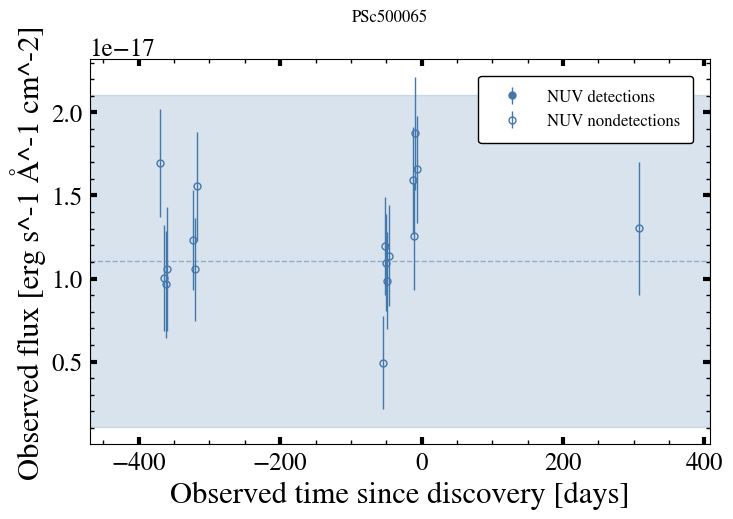 PSc500065
1e−17
NUV detections
NUV nondetections
2.0
1.5
1.0
0.5
Observed flux [erg s^-1 Å^-1 cm^-2]
−400
−200
0
200
400
Observed time since discovery [days]